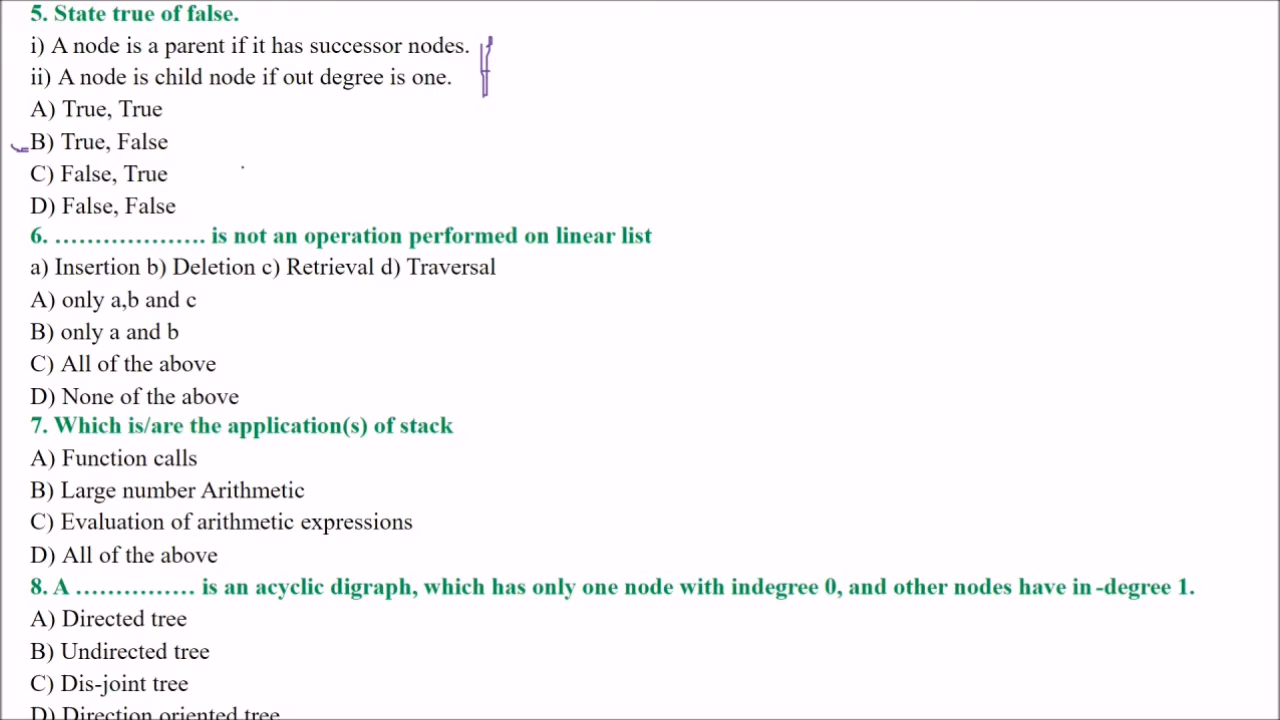 5. State true of false.
i) A node is a parent if it has successor nodes.
ii) A node is child node if out degree is one.
A) True, True
B) True, False
C) False, True
D) False, False
6. ………………. is not an operation performed on linear list
a) Insertion b) Deletion c) Retrieval d) Traversal
A) only a,b and c
B) only a and b
C) All of the above
D) None of the above
7. Which is/are the application(s) of stack
A) Function calls
B) Large number Arithmetic
C) Evaluation of arithmetic expressions
D) All of the above
8. A …………… is an acyclic digraph, which has only one node with indegree 0, and other nodes have in-degree 1.
A) Directed tree
B) Undirected tree
C) Dis-joint tree
D) Direction oriented tree